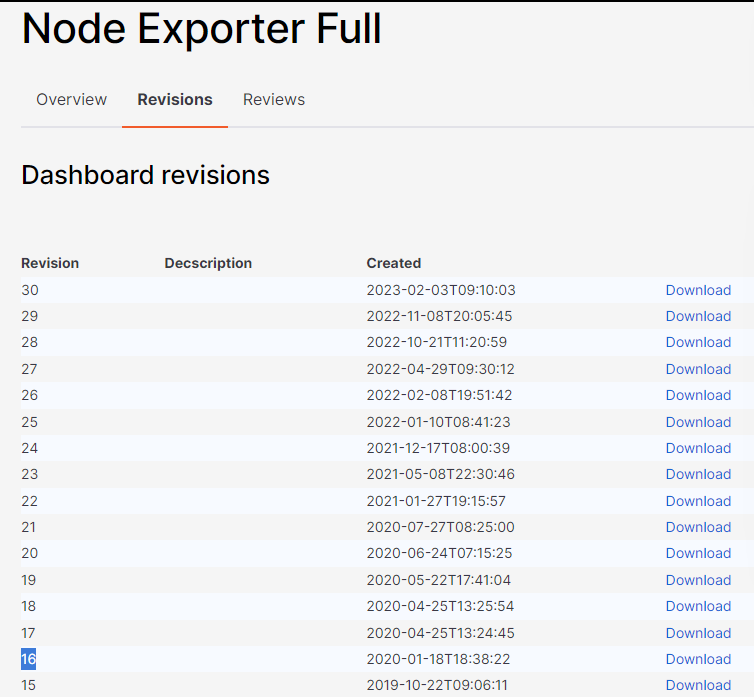 Node Exporter Full
Overview Revisions Reviews
Dashboard revisions
Revision Decscription Created
30 2023-02-03T09:10:03 Download
29 2022-11-08T20:05:45 Download
28 2022-10-21T11:20:59 Download
27 2022-04-29T09:30:12 Download
26 2022-02-08T19:51:42 Download
25 2022-01-10T08:41:23 Download
24 2021-12-17T08:00:39 Download
23 2021-05-08T22:30:46 Download
22 2021-01-27T19:15:57 Download
21 2020-07-27T08:25:00 Download
20 2020-06-24T07:15:25 Download
19 2020-05-22T17:41:04 Download
18 2020-04-25T13:25:54 Download
17 2020-04-25T13:24:45 Download
16 2020-01-18T18:38:22 Download
15 2019-10-22T09:06:11 Download